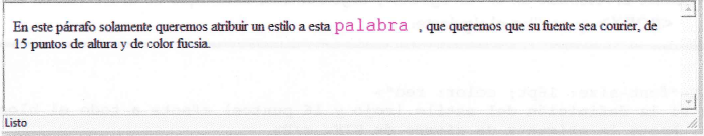 En este párrafo solamente queremos atribuir un estilo a esta palabra , que queremos que su fuente sea courier, de
15 puntos de altura y de color fucsia.
Listo